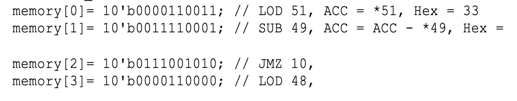 memory[0]= 10'b0000110011; // LOD 51, ACC = *51, Hex = 33
memory[1]= 10'b0011110001; // SUB 49, ACC = ACC - *49, Hex =
memory[2]= 10'b0111001010; // JMZ 10,
memory[3]= 10'b0000110000; // LOD 48,